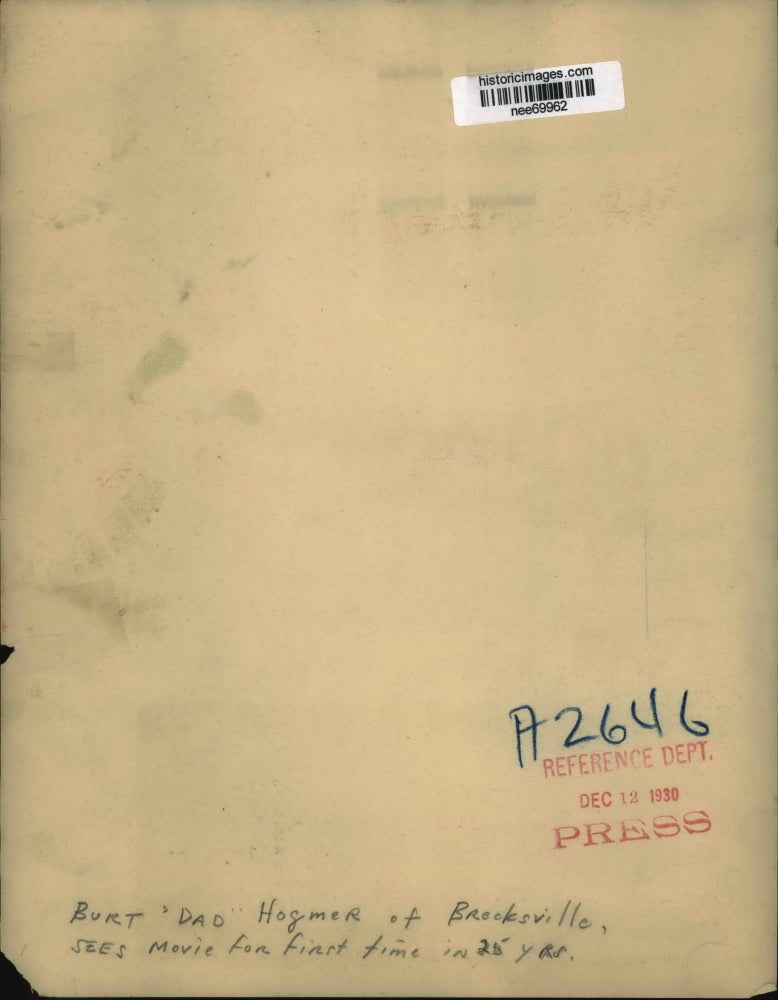 historicimages.com
nee69962
A2646
REFERENCE DEPT.
DEC 12 1930
PRESS
BURT "DAD" HogmeR of Brecksville,
SEES Movie foR fiRst time in 25 yRs.